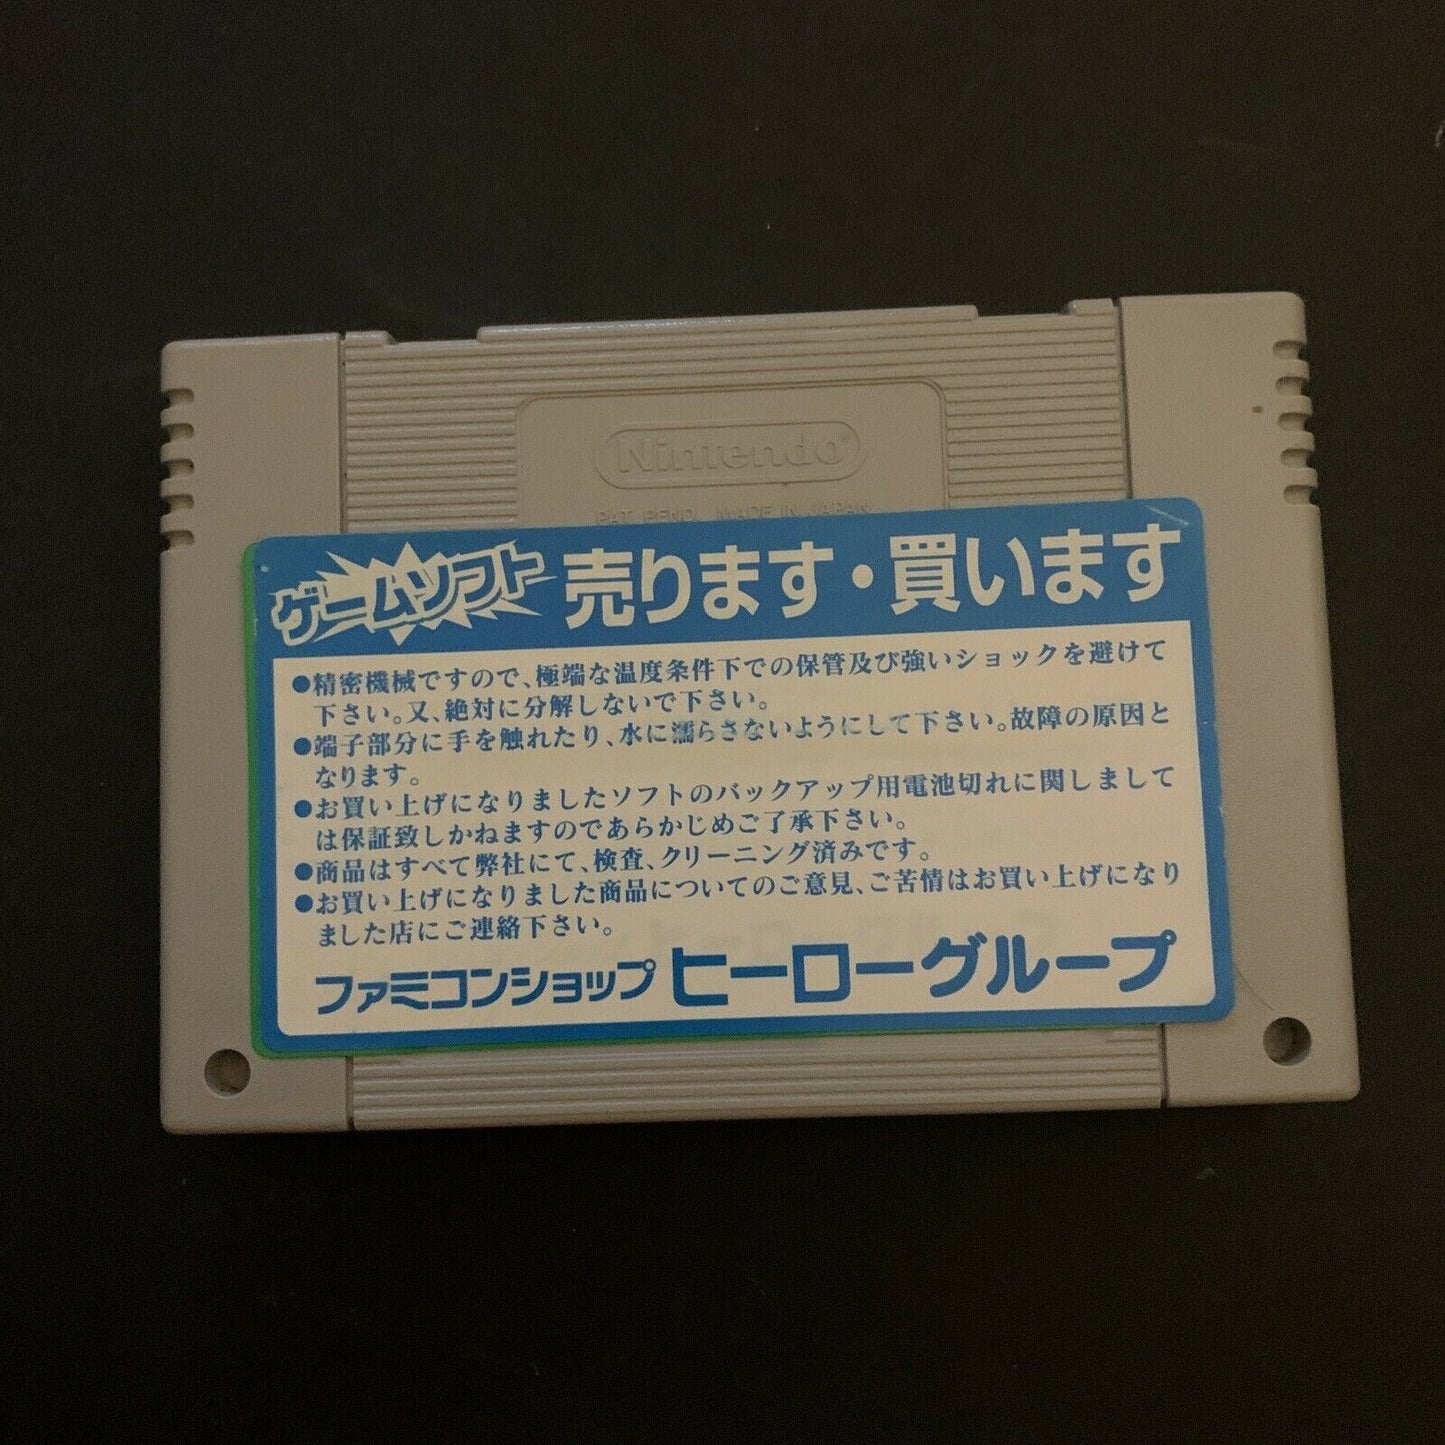 Nintendo®
PAT. PEND. MADE IN JAPAN
ゲームソフト 売ります・買います
●精密機械ですので、極端な温度条件下での保管及び強いショックを避けて
下さい。又、絶対に分解しないで下さい。
●端子部分に手を触れたり、水に濡らさないようにして下さい。故障の原因と
なります。
●お買い上げになりましたソフトのバックアップ用電池切れに関しまして
は保証致しかねますのであらかじめご了承下さい。
●商品はすべて弊社にて、検査、クリーニング済みです。
●お買い上げになりました商品についてのご意見、ご苦情はお買い上げになり
ました店にご連絡下さい。
ファミコンショップ ヒーローグループ